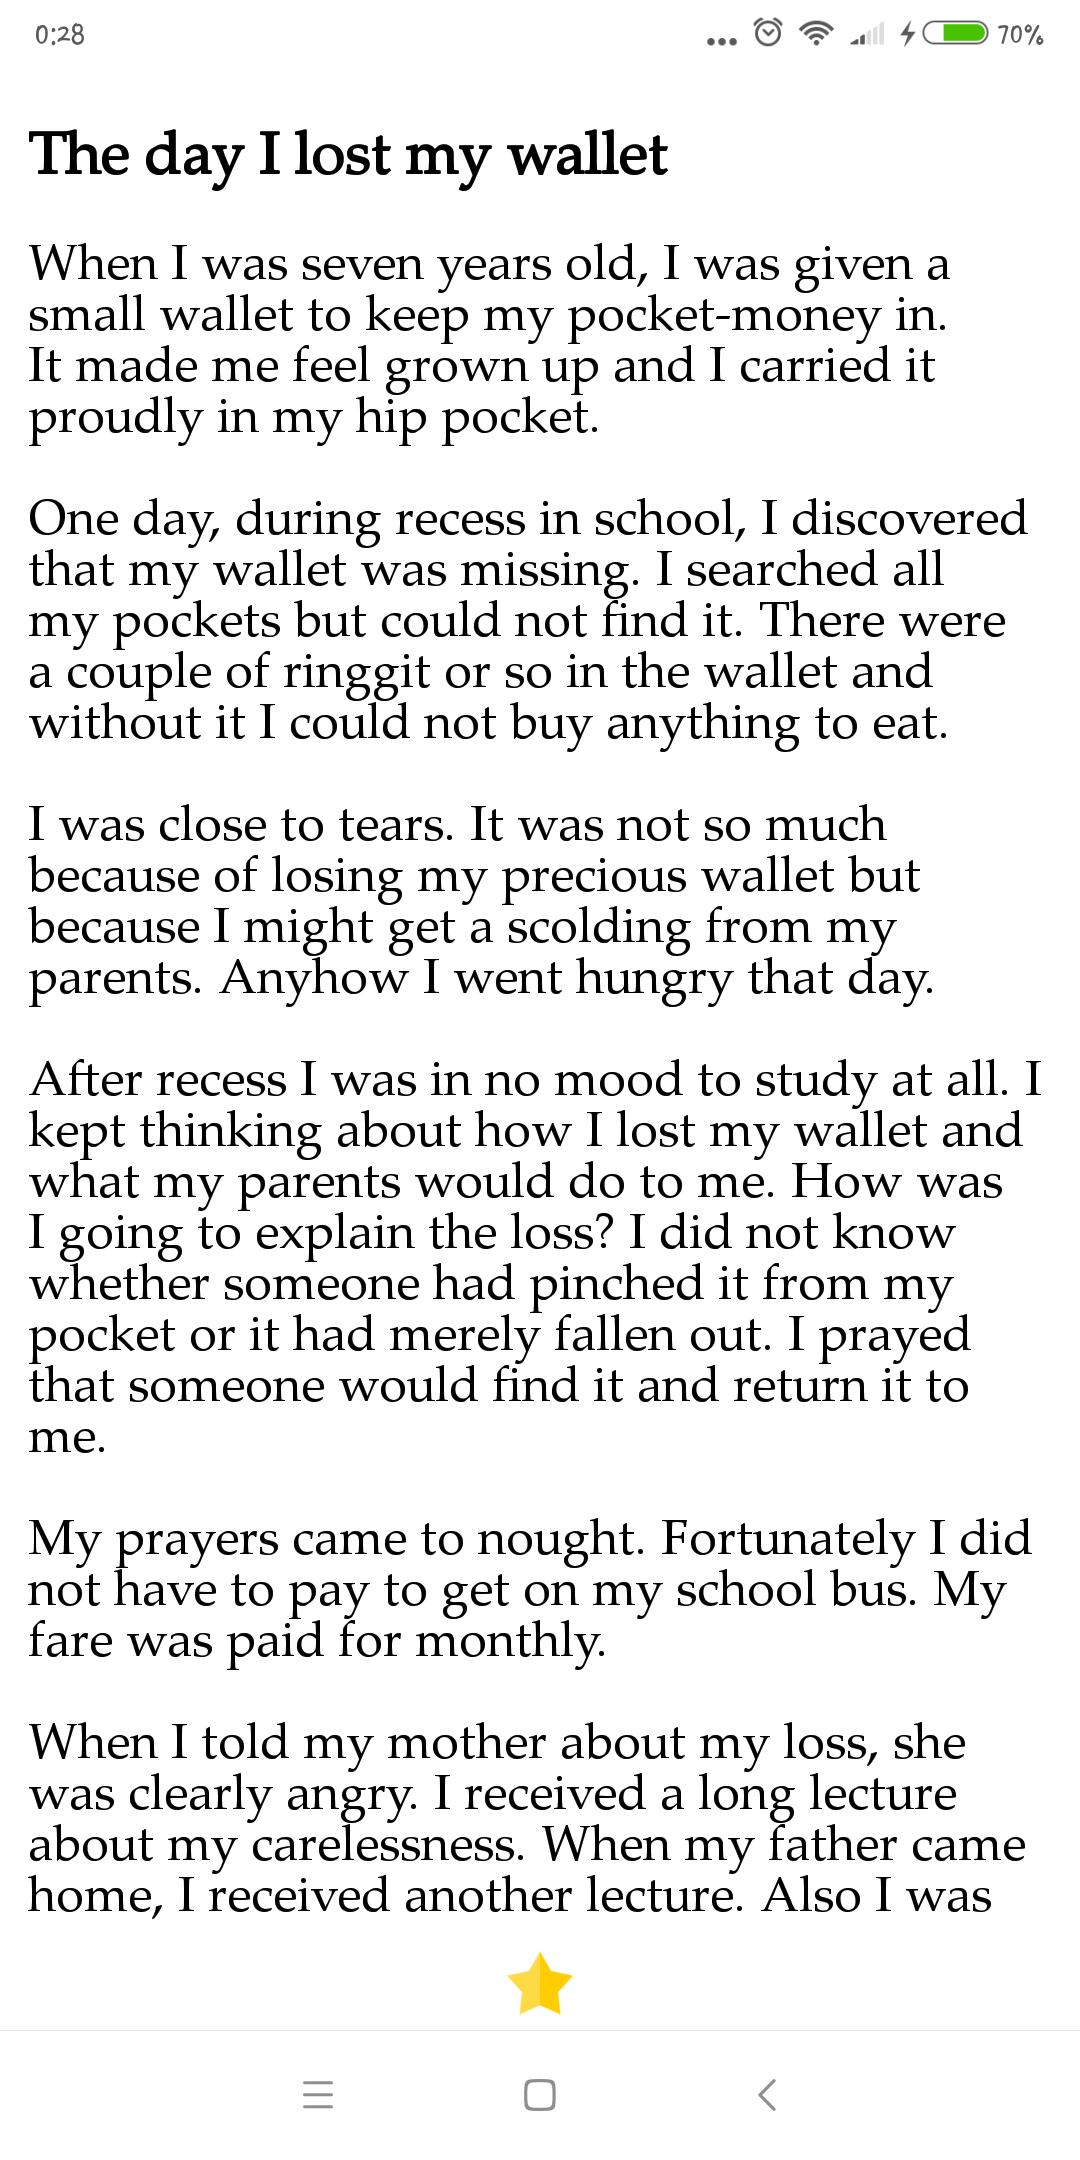 0:28
70%
The day I lost my wallet
When I was seven years old, I was given a
small wallet to keep my pocket-money in.
It made me feel grown up and I carried it
proudly in my hip pocket.
One day, during recess in school, I discovered
that my wallet was missing. I searched all
my pockets but could not find it. There were
a couple of ringgit or so in the wallet and
without it I could not buy anything to eat.
I was close to tears. It was not so much
because of losing my precious wallet but
because I might get a scolding from my
parents. Anyhow I went hungry that day.
After recess I was in no mood to study at all. I
kept thinking about how I lost my wallet and
what my parents would do to me. How was
I going to explain the loss? I did not know
whether someone had pinched it from my
pocket or it had merely fallen out. I prayed
that someone would find it and return it to
me.
My prayers came to nought. Fortunately I did
not have to pay to get on my school bus. My
fare was paid for monthly.
When I told my mother about my loss, she
was clearly angry. I received a long lecture
about my carelessness. When my father came
home, I received another lecture. Also I was